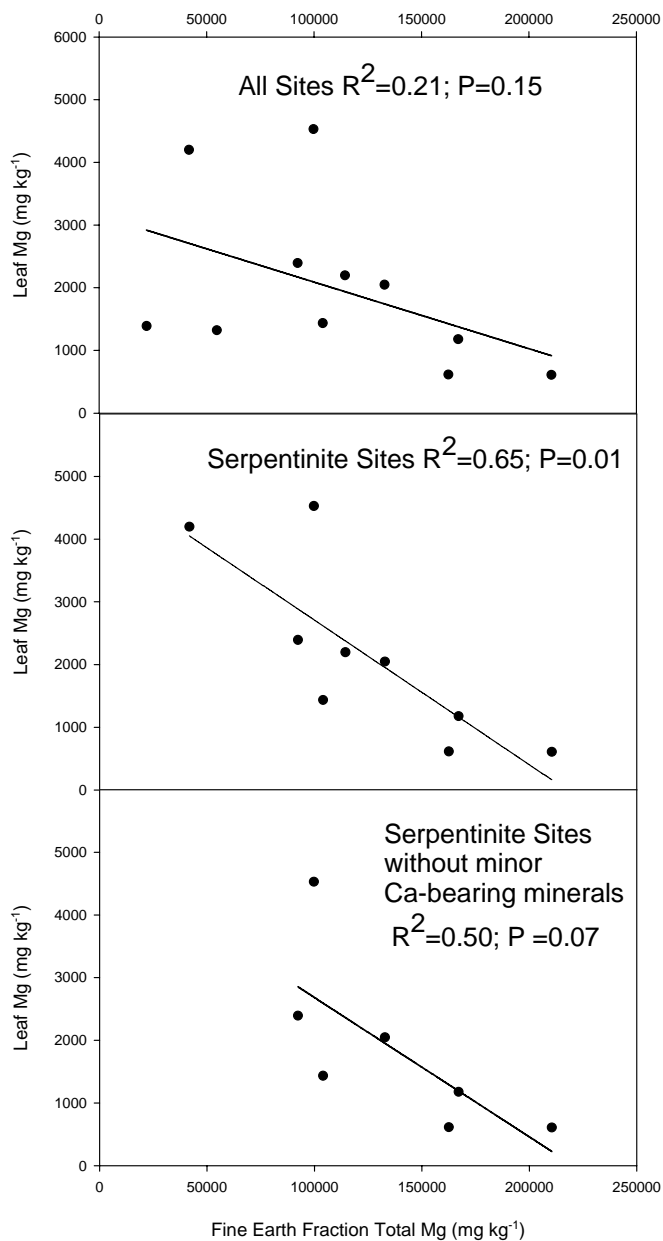 0 50000 100000 150000 200000 250000
6000
5000
4000
3000
2000
1000
0
Leaf Mg (mg kg-1)
All Sites R2=0.21; P=0.15
5000
4000
3000
2000
1000
0
Leaf Mg (mg kg-1)
Serpentinite Sites R2=0.65; P=0.01
5000
4000
3000
2000
1000
0
Leaf Mg (mg kg-1)
Serpentinite Sites
without minor
Ca-bearing minerals
R2=0.50; P =0.07
0 50000 100000 150000 200000 250000
Fine Earth Fraction Total Mg (mg kg-1)